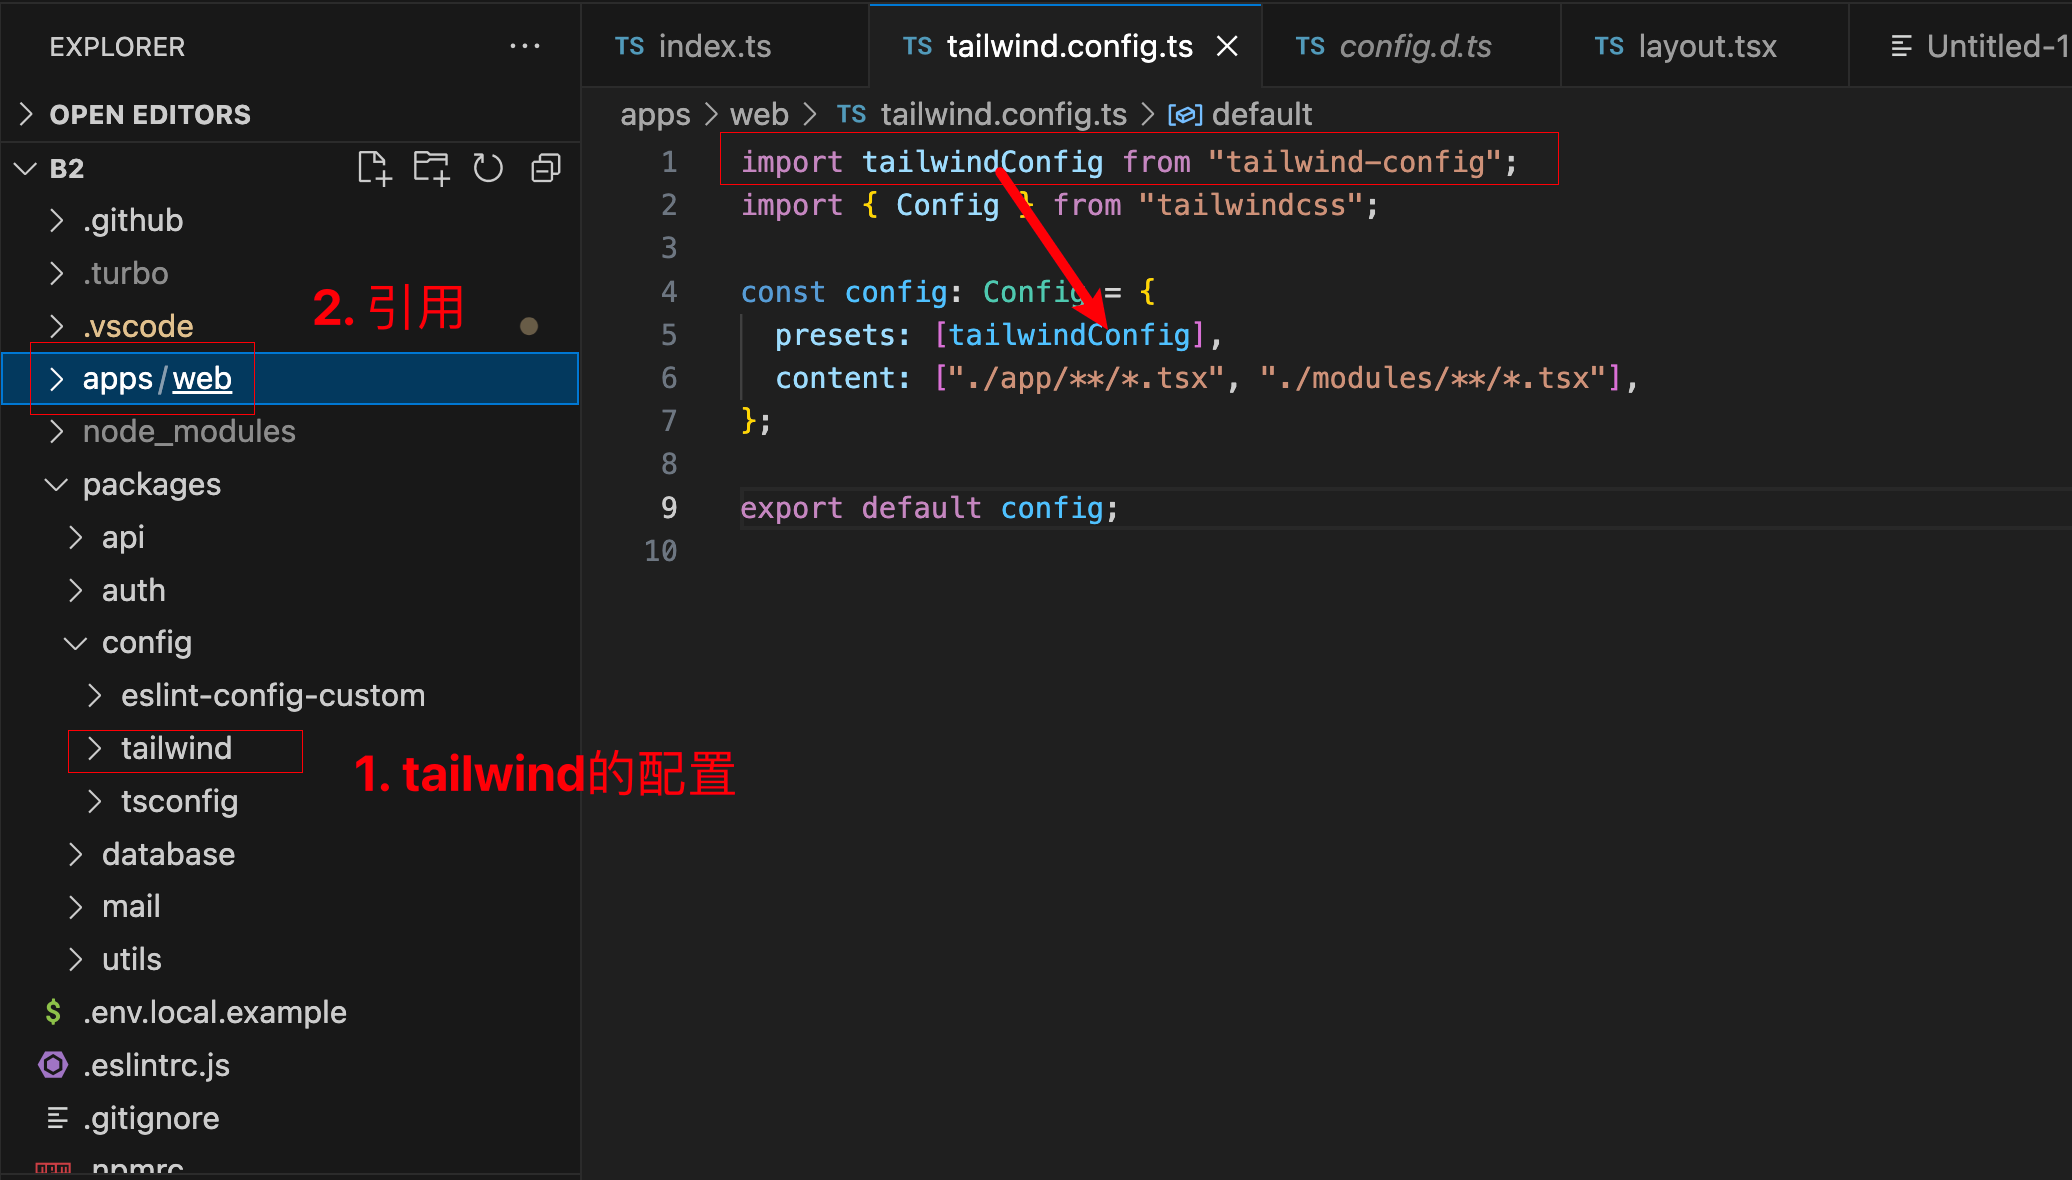 EXPLORER
OPEN EDITORS
B2
.github
.turbo
.vscode
2. 引用
apps/web
node_modules
packages
api
auth
config
eslint-config-custom
tailwind
1. tailwind的配置
tsconfig
database
mail
utils
$ .env.local.example
.eslintrc.js
.gitignore
.npmrc
TS index.ts
TS tailwind.config.ts
TS config.d.ts
TS layout.tsx
Untitled-1
apps > web > TS tailwind.config.ts > default
1 import tailwindConfig from "tailwind-config";
2 import { Config } from "tailwindcss";
3
4 const config: Config = {
5 presets: [tailwindConfig],
6 content: ["./app/**/*.tsx", "./modules/**/*.tsx"],
7 };
8
9 export default config;
10